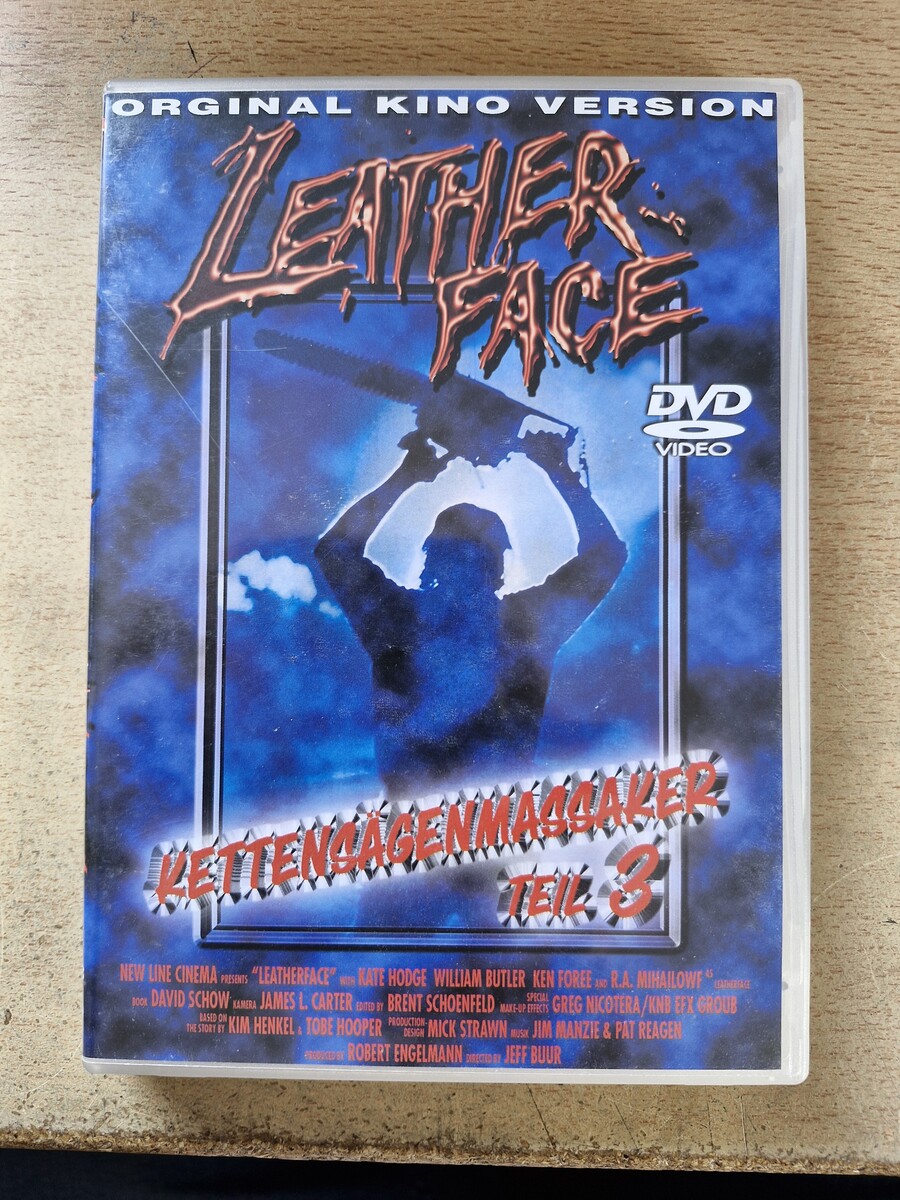 ORGINAL KINO VERSION
LEATHER-
FACE
DVD
VIDEO
KETTENSÄGENMASSAKER
TEIL 3
NEW LINE CINEMA PRESENTS "LEATHERFACE" WITH KATE HODGE WILLIAM BUTLER KEN FOREE AND R.A. MIHAILOWF AS LEATHERFACE
BOOK DAVID SCHOW KAMERA JAMES L. CARTER EDITED BY BRENT SCHOENFELD SPECIAL MAKE-UP EFFECTS GREG NICOTERA/KNB EFX GROUB
BASED ON THE STORY BY KIM HENKEL & TOBE HOOPER PRODUCTION-DESIGN MICK STRAWN MUSIK JIM MANZIE & PAT REAGEN
PRODUCED BY ROBERT ENGELMANN DIRECTED BY JEFF BUUR